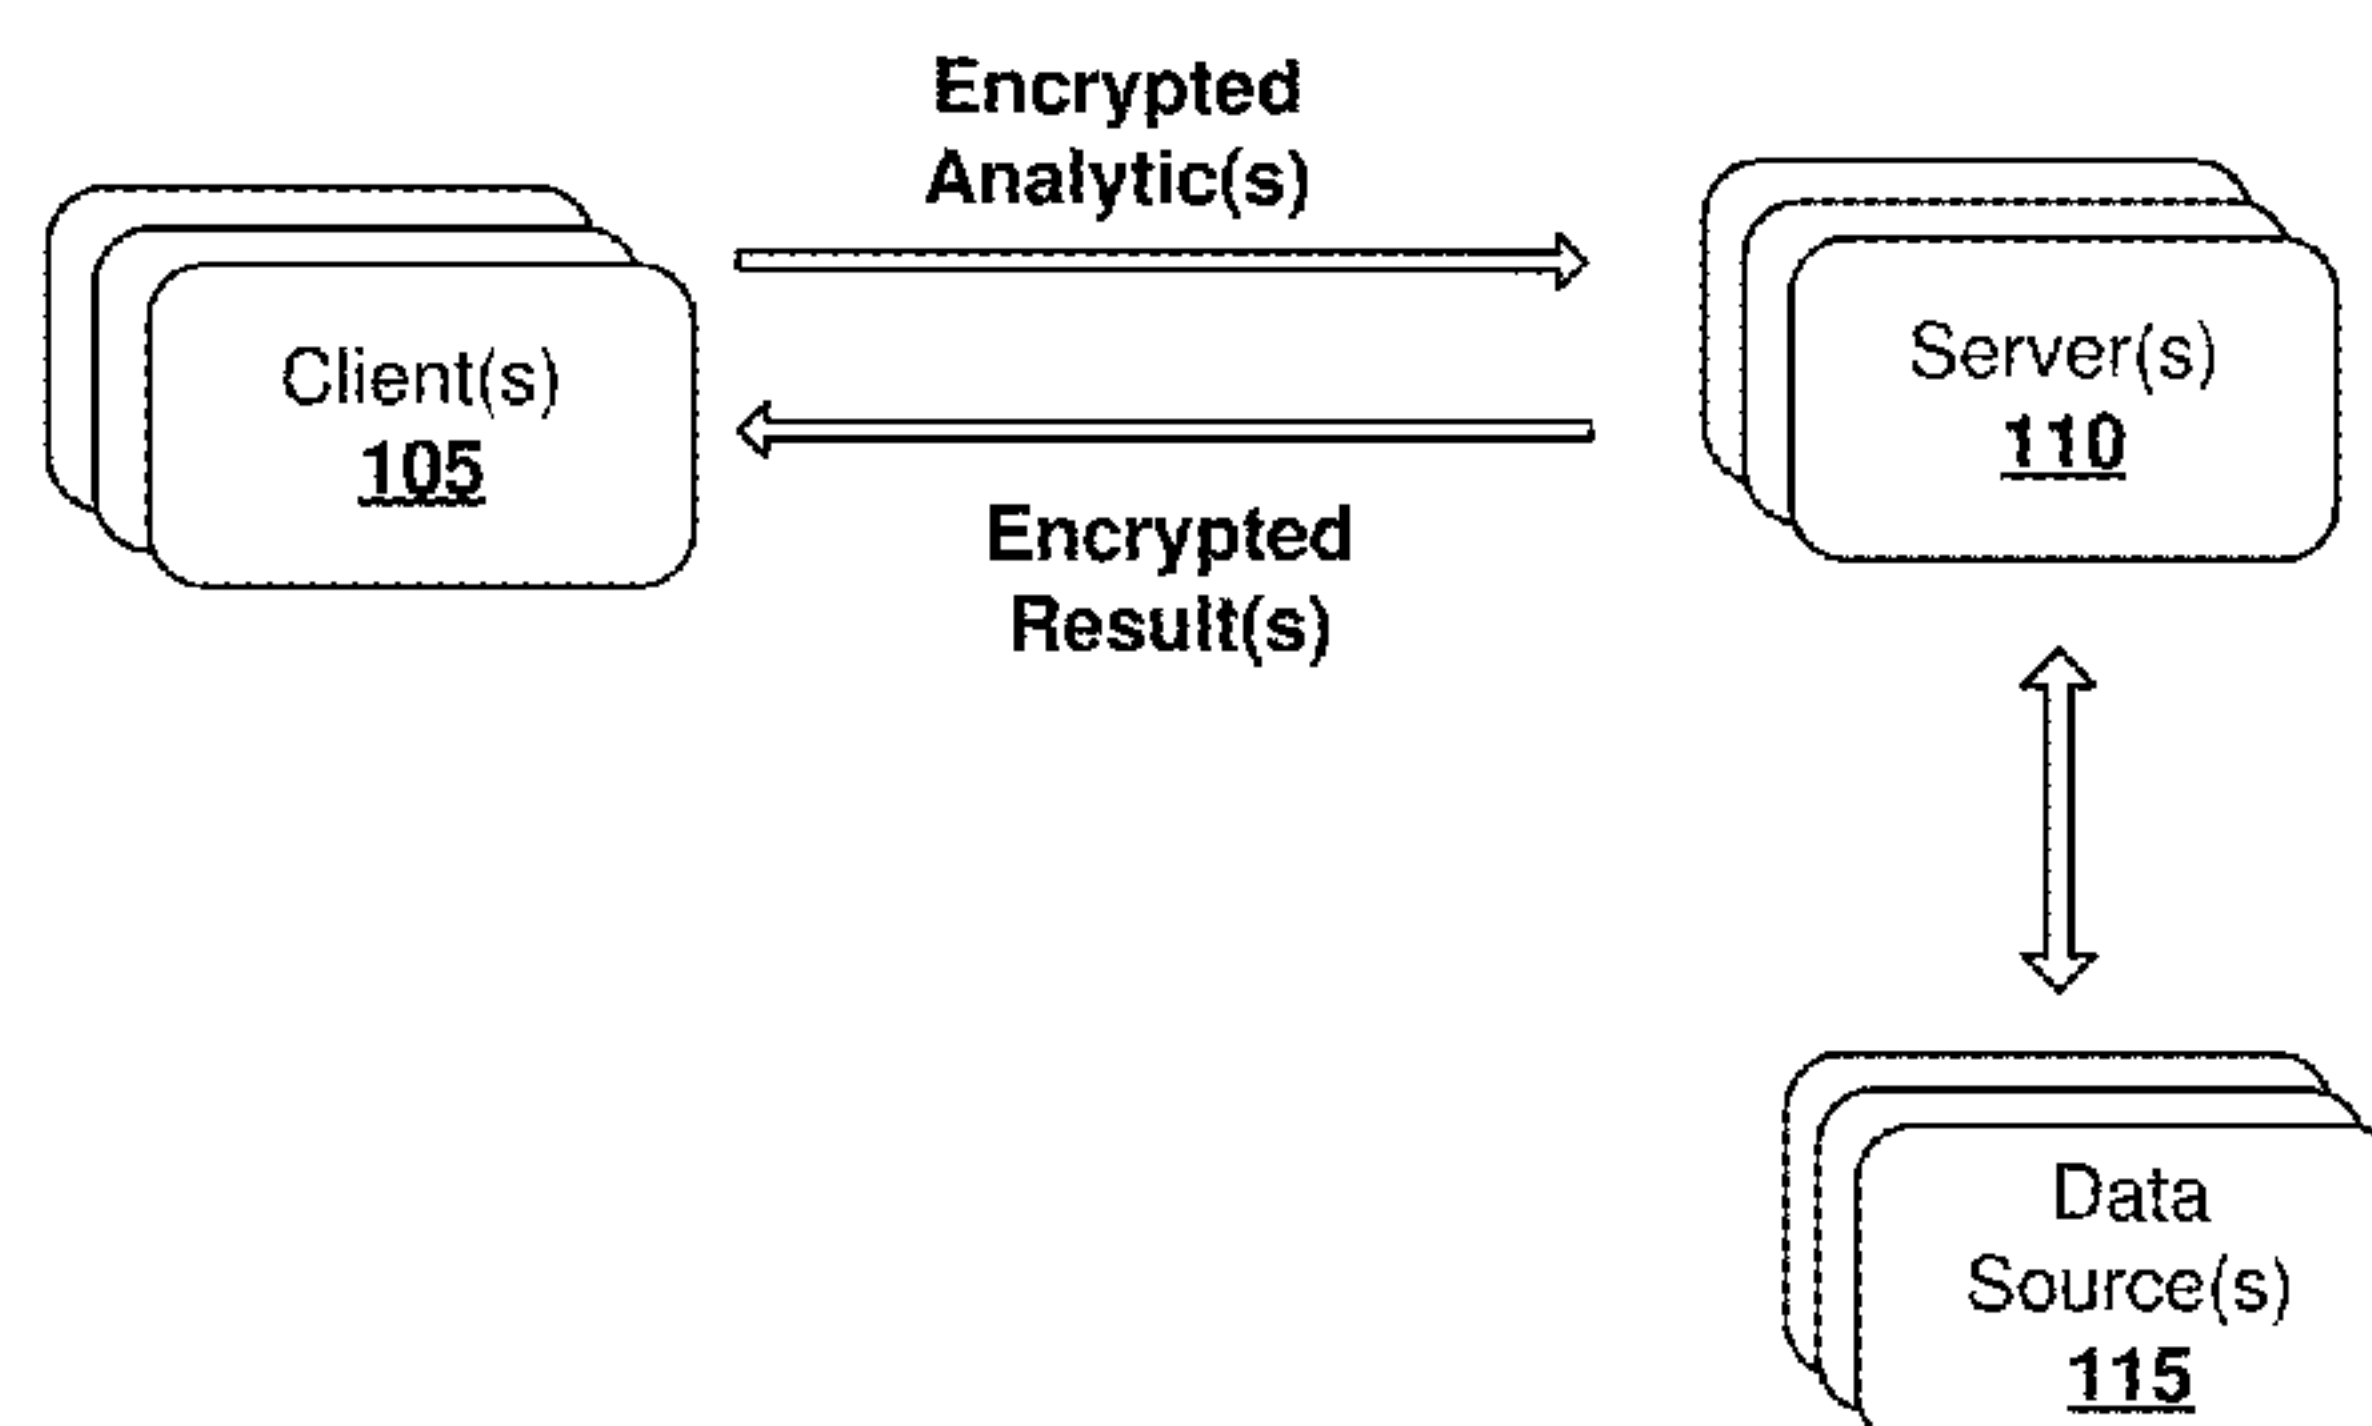 Encrypted
Analytic(s)
Client(s)
105
Server(s)
110
Encrypted
Result(s)
Data
Source(s)
115